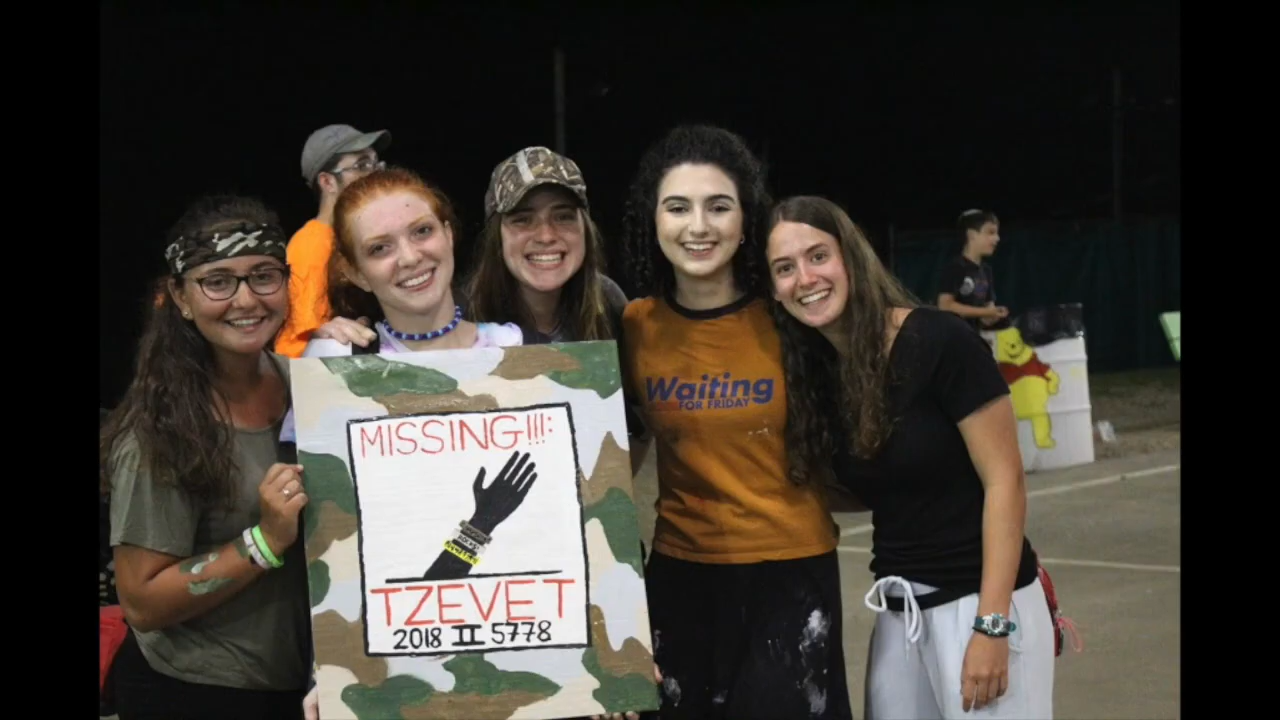 MISSING!!!:
TZEVET
2018 II 5778
Waiting
FOR FRIDAY